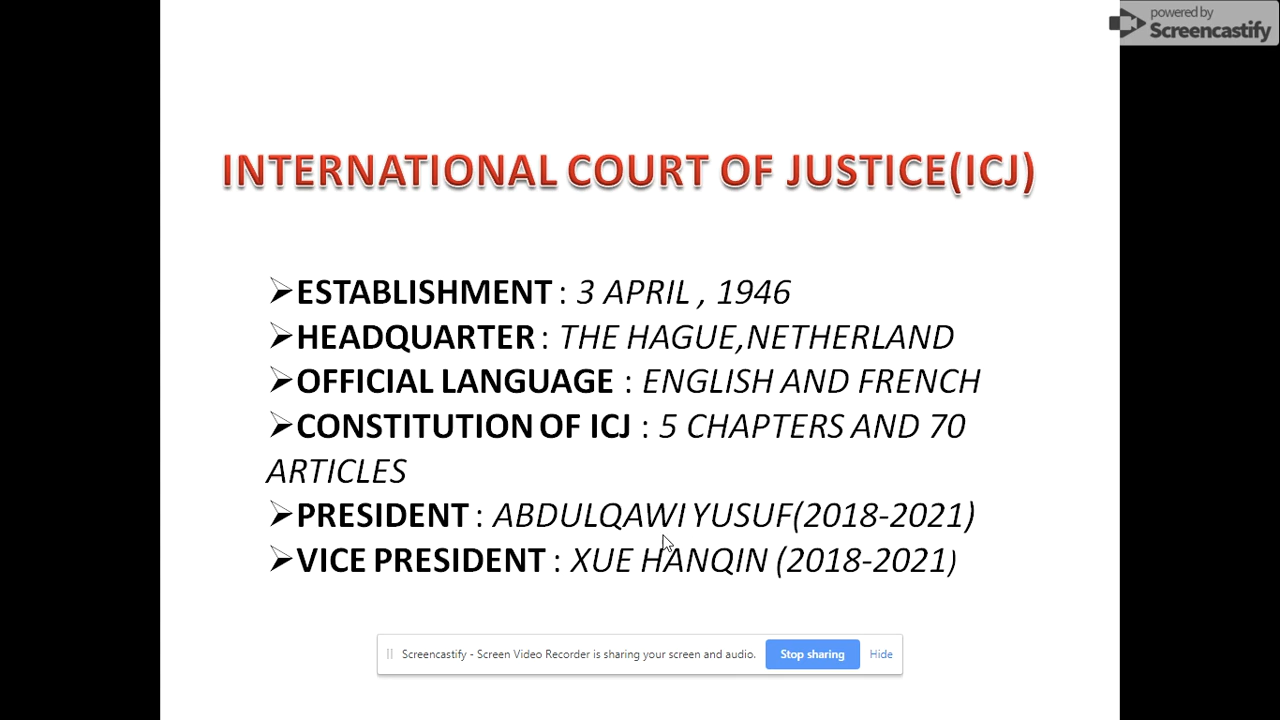 powered by
Screencastify
INTERNATIONAL COURT OF JUSTICE(ICJ)
➢ESTABLISHMENT : 3 APRIL , 1946
➢HEADQUARTER : THE HAGUE,NETHERLAND
➢OFFICIAL LANGUAGE : ENGLISH AND FRENCH
➢CONSTITUTION OF ICJ : 5 CHAPTERS AND 70
ARTICLES
➢PRESIDENT : ABDULQAWI YUSUF(2018-2021)
➢VICE PRESIDENT : XUE HANQIN (2018-2021)
Screencastify - Screen Video Recorder is sharing your screen and audio. Stop sharing Hide